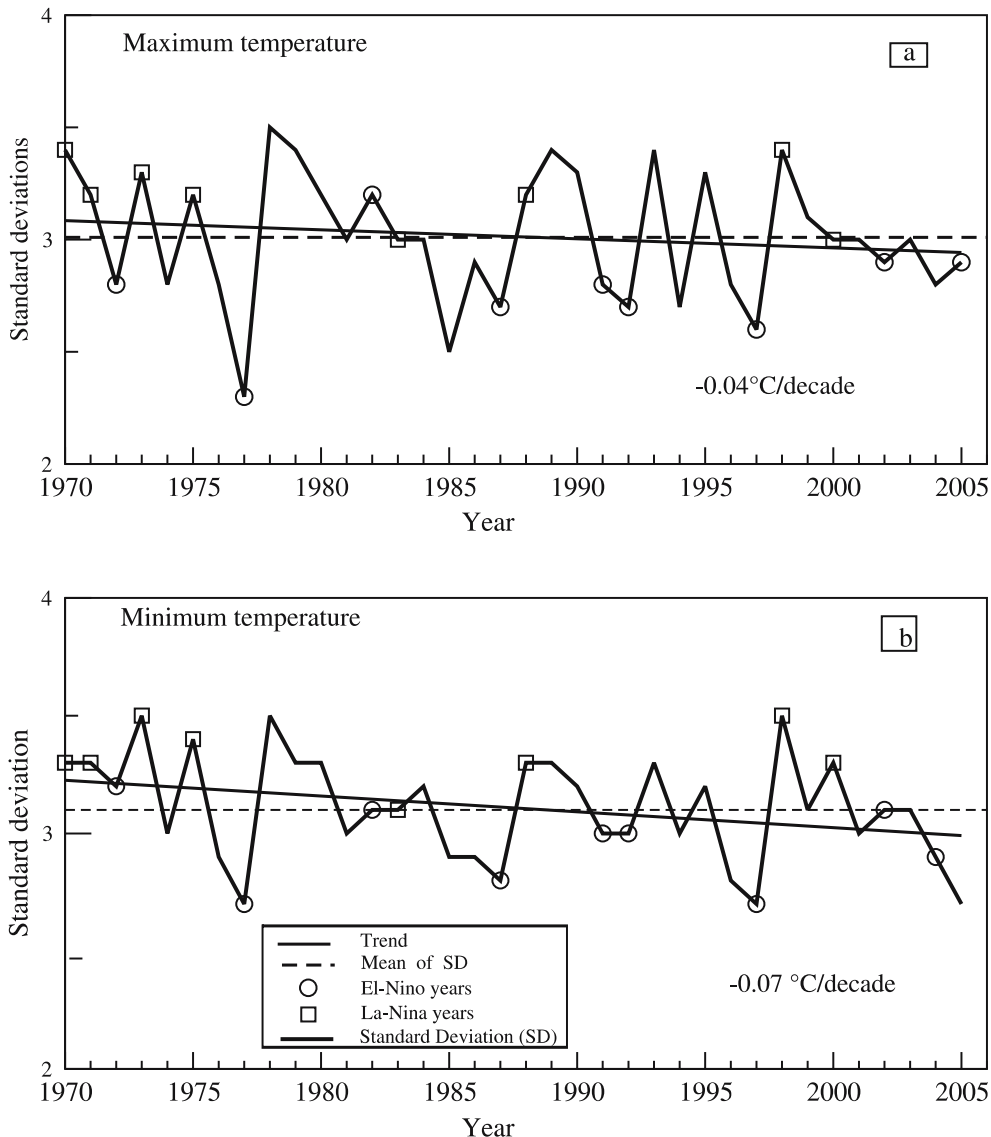 4
Maximum temperature
a
Standard deviations
3
-0.04°C/decade
2
1970 1975 1980 1985 1990 1995 2000 2005
Year
4
Minimum temperature
b
Standard deviation
3
Trend
Mean of SD
El-Nino years
La-Nina years
Standard Deviation (SD)
-0.07 °C/decade
2
1970 1975 1980 1985 1990 1995 2000 2005
Year